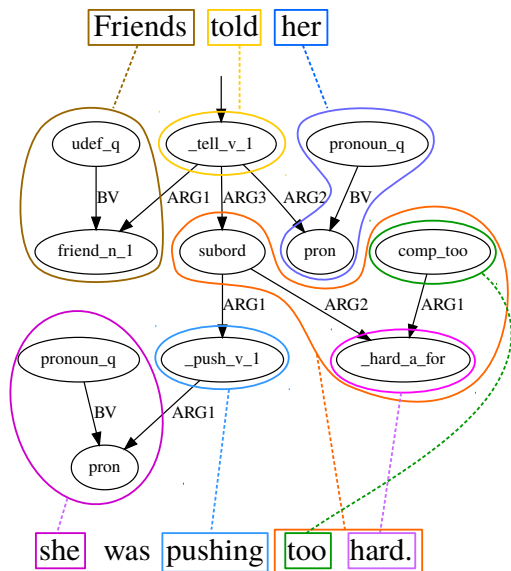 Friends told her
udef_q _tell_v_1 pronoun_q
BV ARG1 ARG3 ARG2 BV
friend_n_1 subord pron comp_too
ARG1 ARG2 ARG1
pronoun_q _push_v_1 _hard_a_for
BV ARG1
pron
she was pushing too hard.